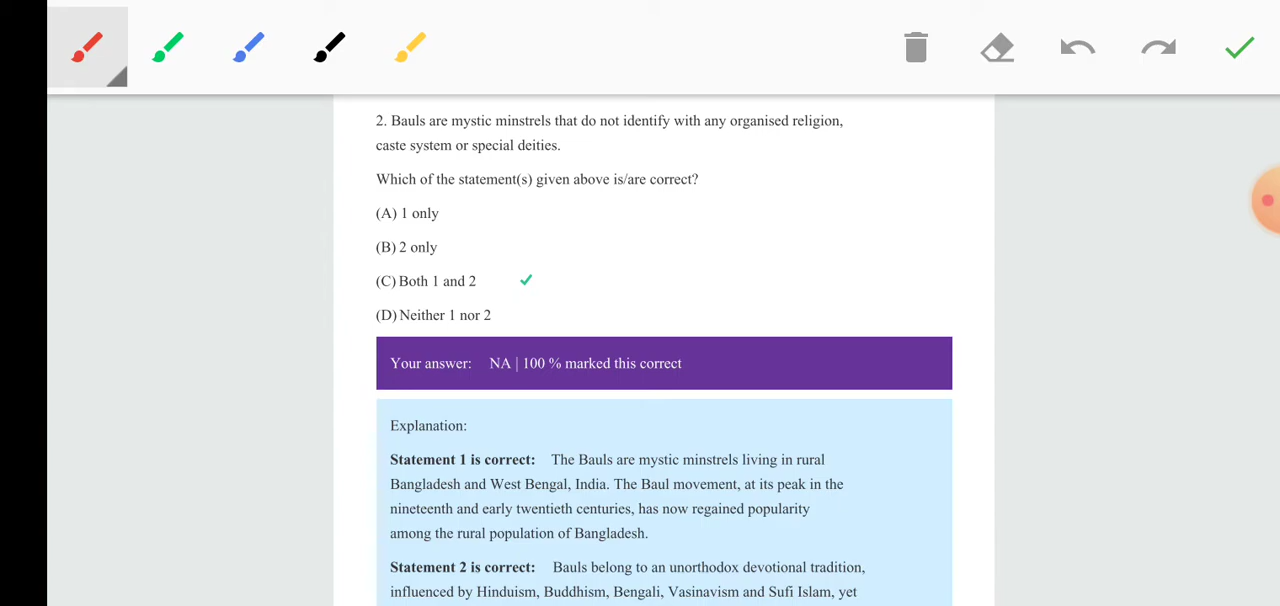 2. Bauls are mystic minstrels that do not identify with any organised religion,
caste system or special deities.
Which of the statement(s) given above is/are correct?
(A) 1 only
(B) 2 only
(C) Both 1 and 2
(D) Neither 1 nor 2
Your answer: NA | 100 % marked this correct
Explanation:
Statement 1 is correct: The Bauls are mystic minstrels living in rural
Bangladesh and West Bengal, India. The Baul movement, at its peak in the
nineteenth and early twentieth centuries, has now regained popularity
among the rural population of Bangladesh.
Statement 2 is correct: Bauls belong to an unorthodox devotional tradition,
influenced by Hinduism, Buddhism, Bengali, Vasinavism and Sufi Islam, yet